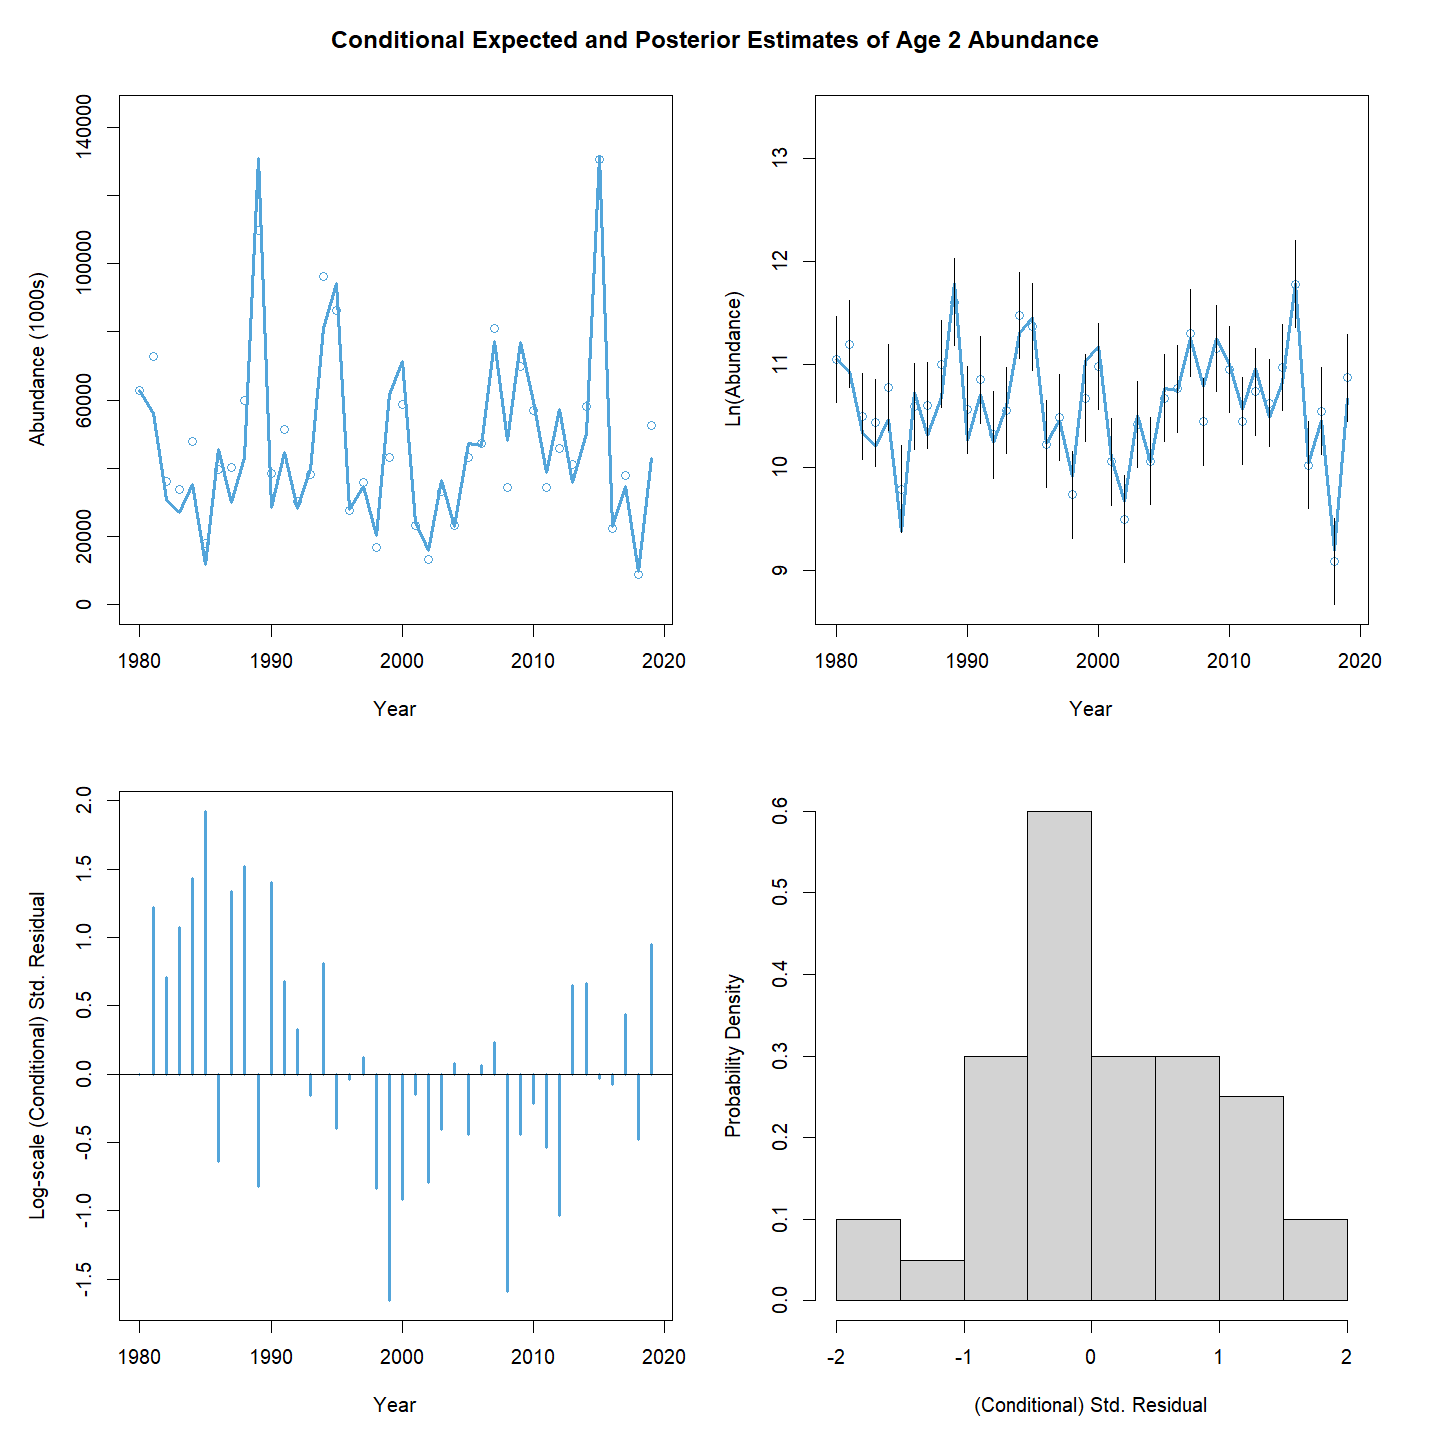 Conditional Expected and Posterior Estimates of Age 2 Abundance
Abundance (1000s)
0 20000 60000 100000 140000
1980 1990 2000 2010 2020
Year
Ln(Abundance)
9 10 11 12 13
1980 1990 2000 2010 2020
Year
Log-scale (Conditional) Std. Residual
-1.5 -1.0 -0.5 0.0 0.5 1.0 1.5 2.0
1980 1990 2000 2010 2020
Year
Probability Density
0.0 0.1 0.2 0.3 0.4 0.5 0.6
-2 -1 0 1 2
(Conditional) Std. Residual